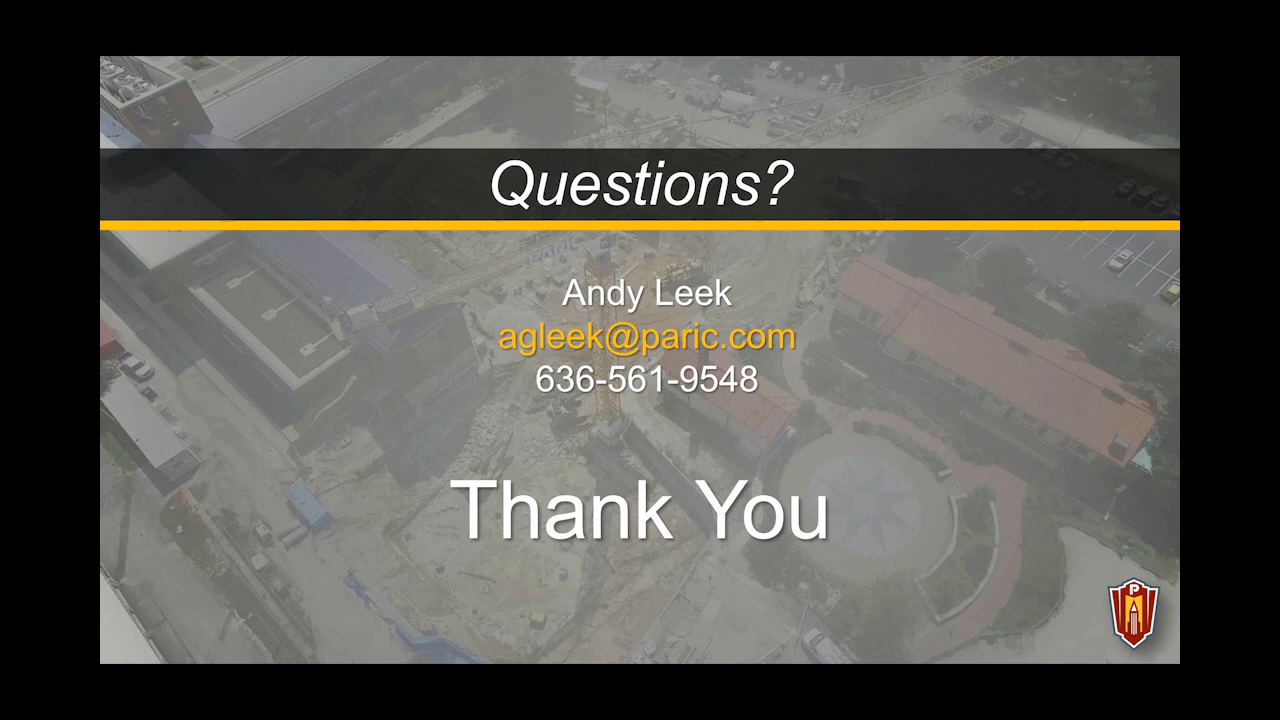 Questions?
Andy Leek
agleek@paric.com
636-561-9548
Thank You
P